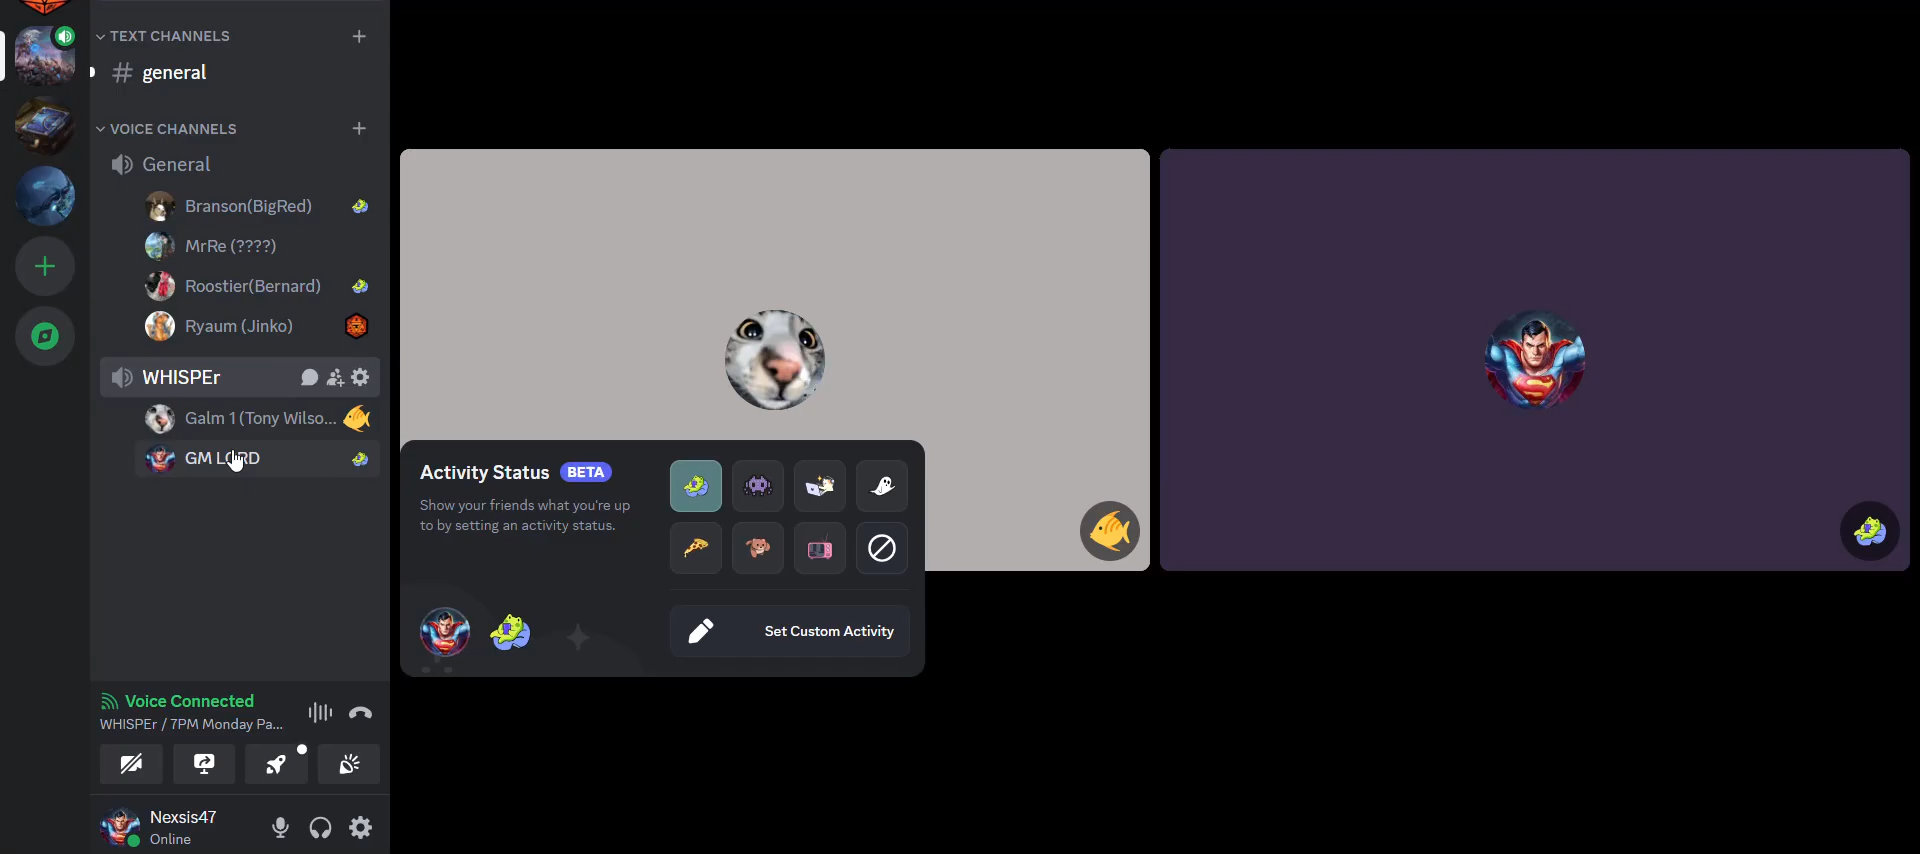 TEXT CHANNELS
general
VOICE CHANNELS
General
Branson(BigRed)
MrRe (????)
Roostier(Bernard)
Ryaum (Jinko)
WHISPEr
Galm 1 (Tony Wilso...
GM LORD
Activity Status BETA
Show your friends what you're up
to by setting an activity status.
Set Custom Activity
Voice Connected
WHISPEr / 7PM Monday Pa...
Nexsis47
Online